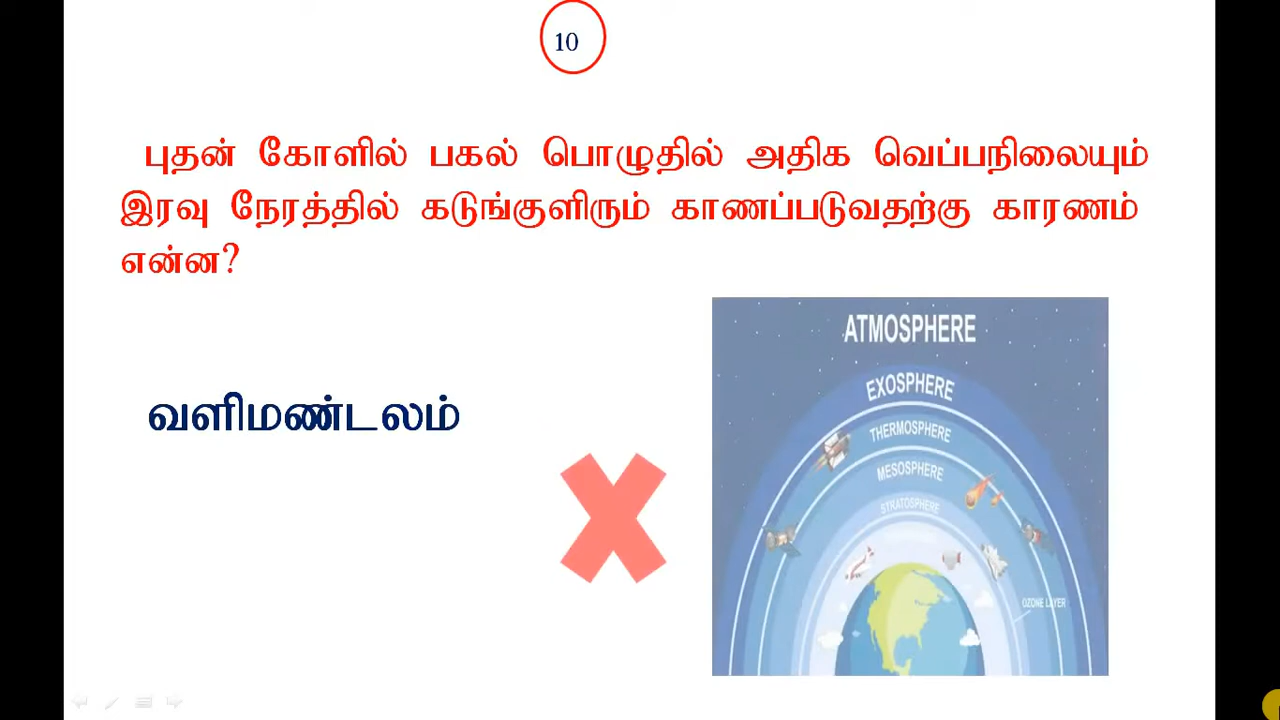 10
புதன் கோளில் பகல் பொழுதில் அதிக வெப்பநிலையும்
இரவு நேரத்தில் கடுங்குளிரும் காணப்படுவதற்கு காரணம்
என்ன?
வளிமண்டலம்
ATMOSPHERE
EXOSPHERE
THERMOSPHERE
MESOSPHERE
STRATOSPHERE
OZONE LAYER